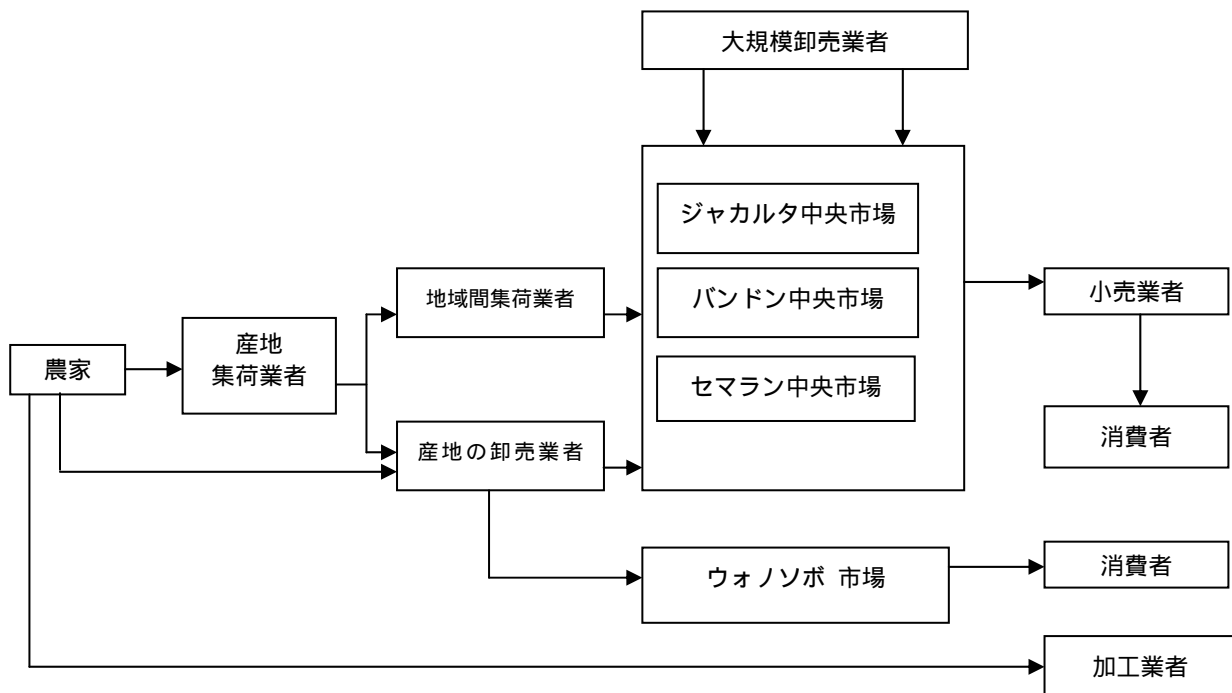 大規模卸売業者
ジャカルタ中央市場
バンドン中央市場
セマラン中央市場
地域間集荷業者
小売業者
産地
集荷業者
農家
産地の卸売業者
消費者
ウォノソボ 市場
消費者
加工業者